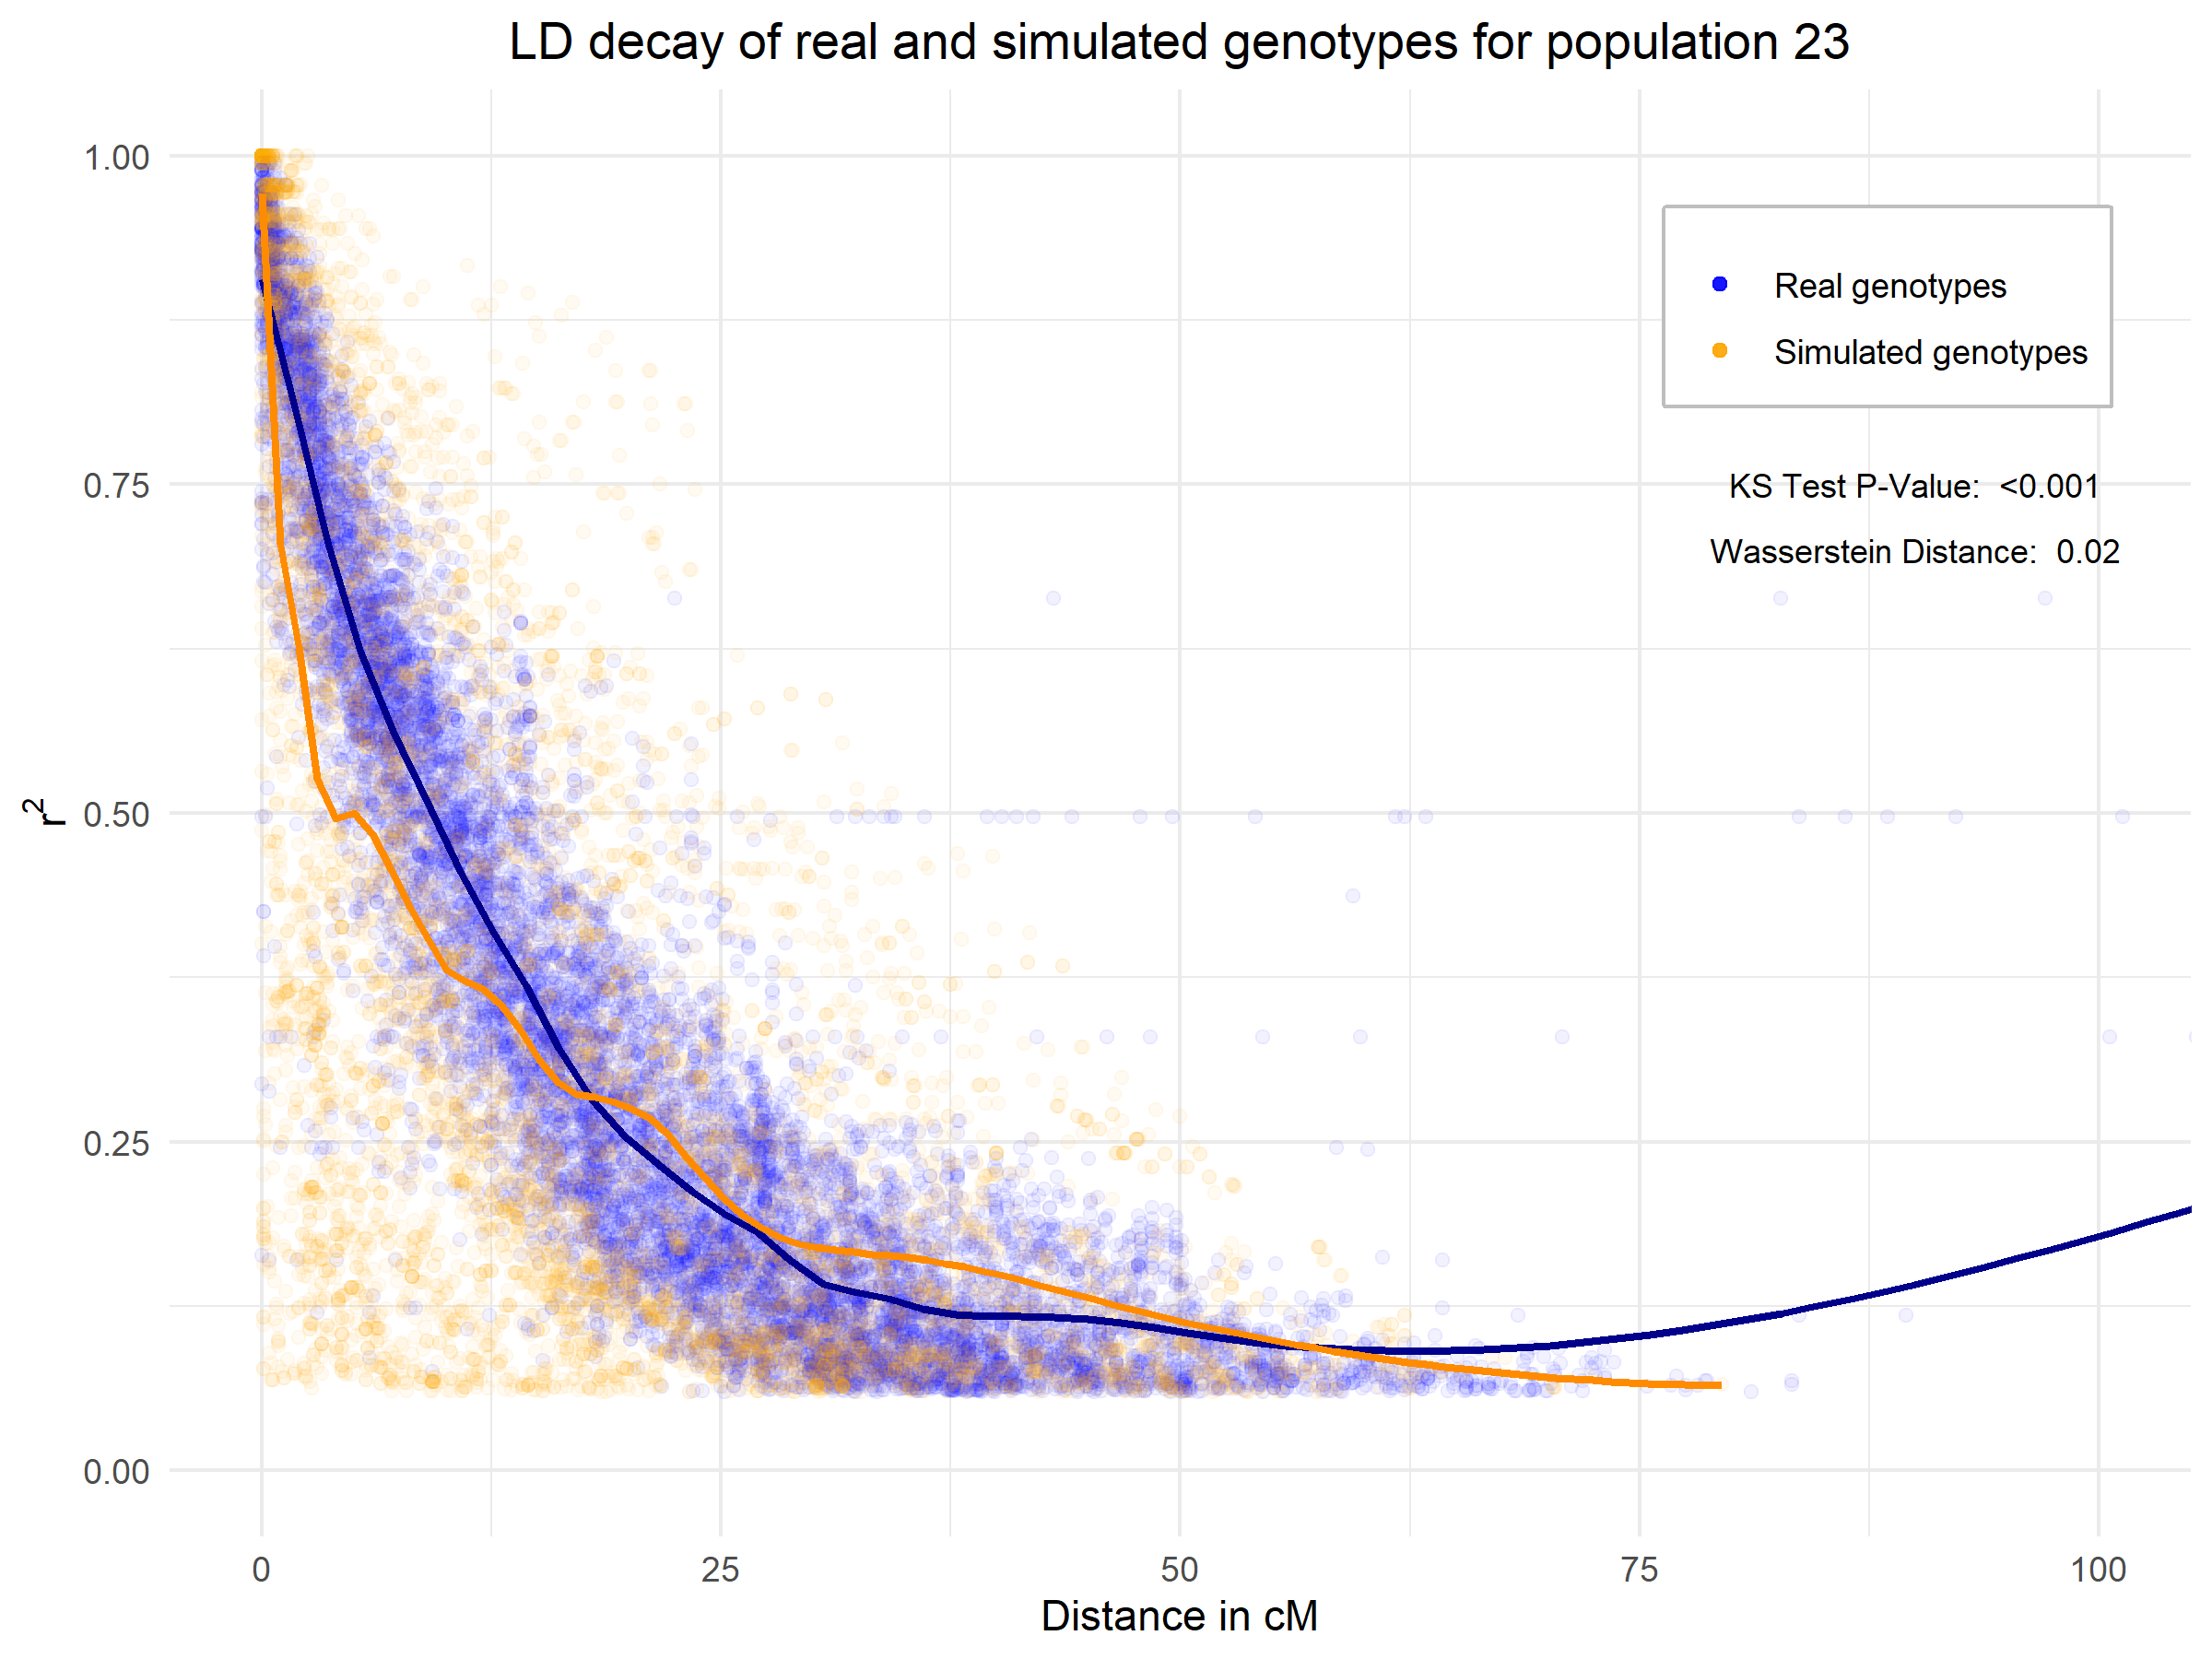 LD decay of real and simulated genotypes for population 23
1.00
0.75
0.50
0.25
0.00
r²
Real genotypes
Simulated genotypes
KS Test P-Value: <0.001
Wasserstein Distance: 0.02
0 25 50 75 100
Distance in cM